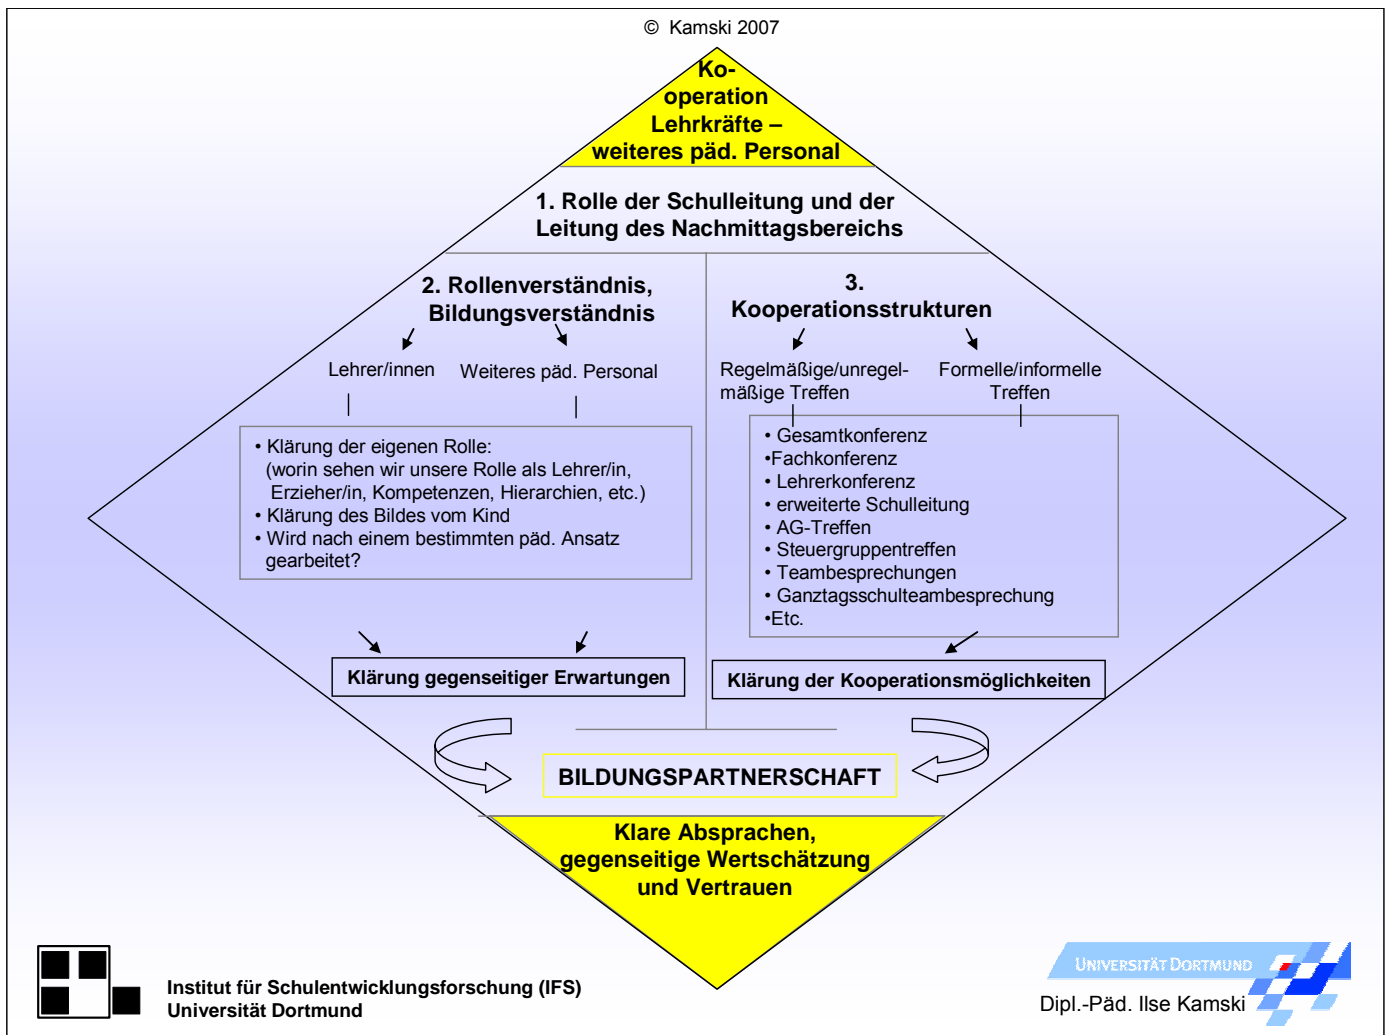 © Kamski 2007
Ko-
operation
Lehrkräfte –
weiteres päd. Personal
1. Rolle der Schulleitung und der
Leitung des Nachmittagsbereichs
2. Rollenverständnis,
Bildungsverständnis
Lehrer/innen
Weiteres päd. Personal
• Klärung der eigenen Rolle:
(worin sehen wir unsere Rolle als Lehrer/in,
Erzieher/in, Kompetenzen, Hierarchien, etc.)
• Klärung des Bildes vom Kind
• Wird nach einem bestimmten päd. Ansatz
gearbeitet?
Klärung gegenseitiger Erwartungen
3.
Kooperationsstrukturen
Regelmäßige/unregel-
mäßige Treffen
Formelle/informelle
Treffen
• Gesamtkonferenz
•Fachkonferenz
• Lehrerkonferenz
• erweiterte Schulleitung
• AG-Treffen
• Steuergruppentreffen
• Teambesprechungen
• Ganztagsschulteambesprechung
•Etc.
Klärung der Kooperationsmöglichkeiten
BILDUNGSPARTNERSCHAFT
Klare Absprachen,
gegenseitige Wertschätzung
und Vertrauen
Institut für Schulentwicklungsforschung (IFS)
Universität Dortmund
UNIVERSITÄT DORTMUND
Dipl.-Päd. Ilse Kamski